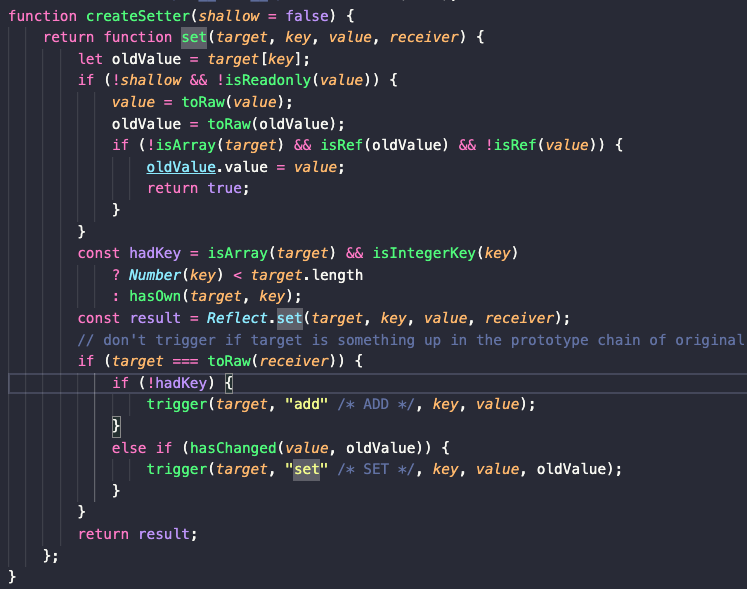 function createSetter(shallow = false) {
    return function set(target, key, value, receiver) {
        let oldValue = target[key];
        if (!shallow && !isReadonly(value)) {
            value = toRaw(value);
            oldValue = toRaw(oldValue);
            if (!isArray(target) && isRef(oldValue) && !isRef(value)) {
                oldValue.value = value;
                return true;
            }
        }
        const hadKey = isArray(target) && isIntegerKey(key)
            ? Number(key) < target.length
            : hasOwn(target, key);
        const result = Reflect.set(target, key, value, receiver);
        // don't trigger if target is something up in the prototype chain of original
        if (target === toRaw(receiver)) {
            if (!hadKey) {
                trigger(target, "add" /* ADD */, key, value);
            }
            else if (hasChanged(value, oldValue)) {
                trigger(target, "set" /* SET */, key, value, oldValue);
            }
        }
        return result;
    };
}